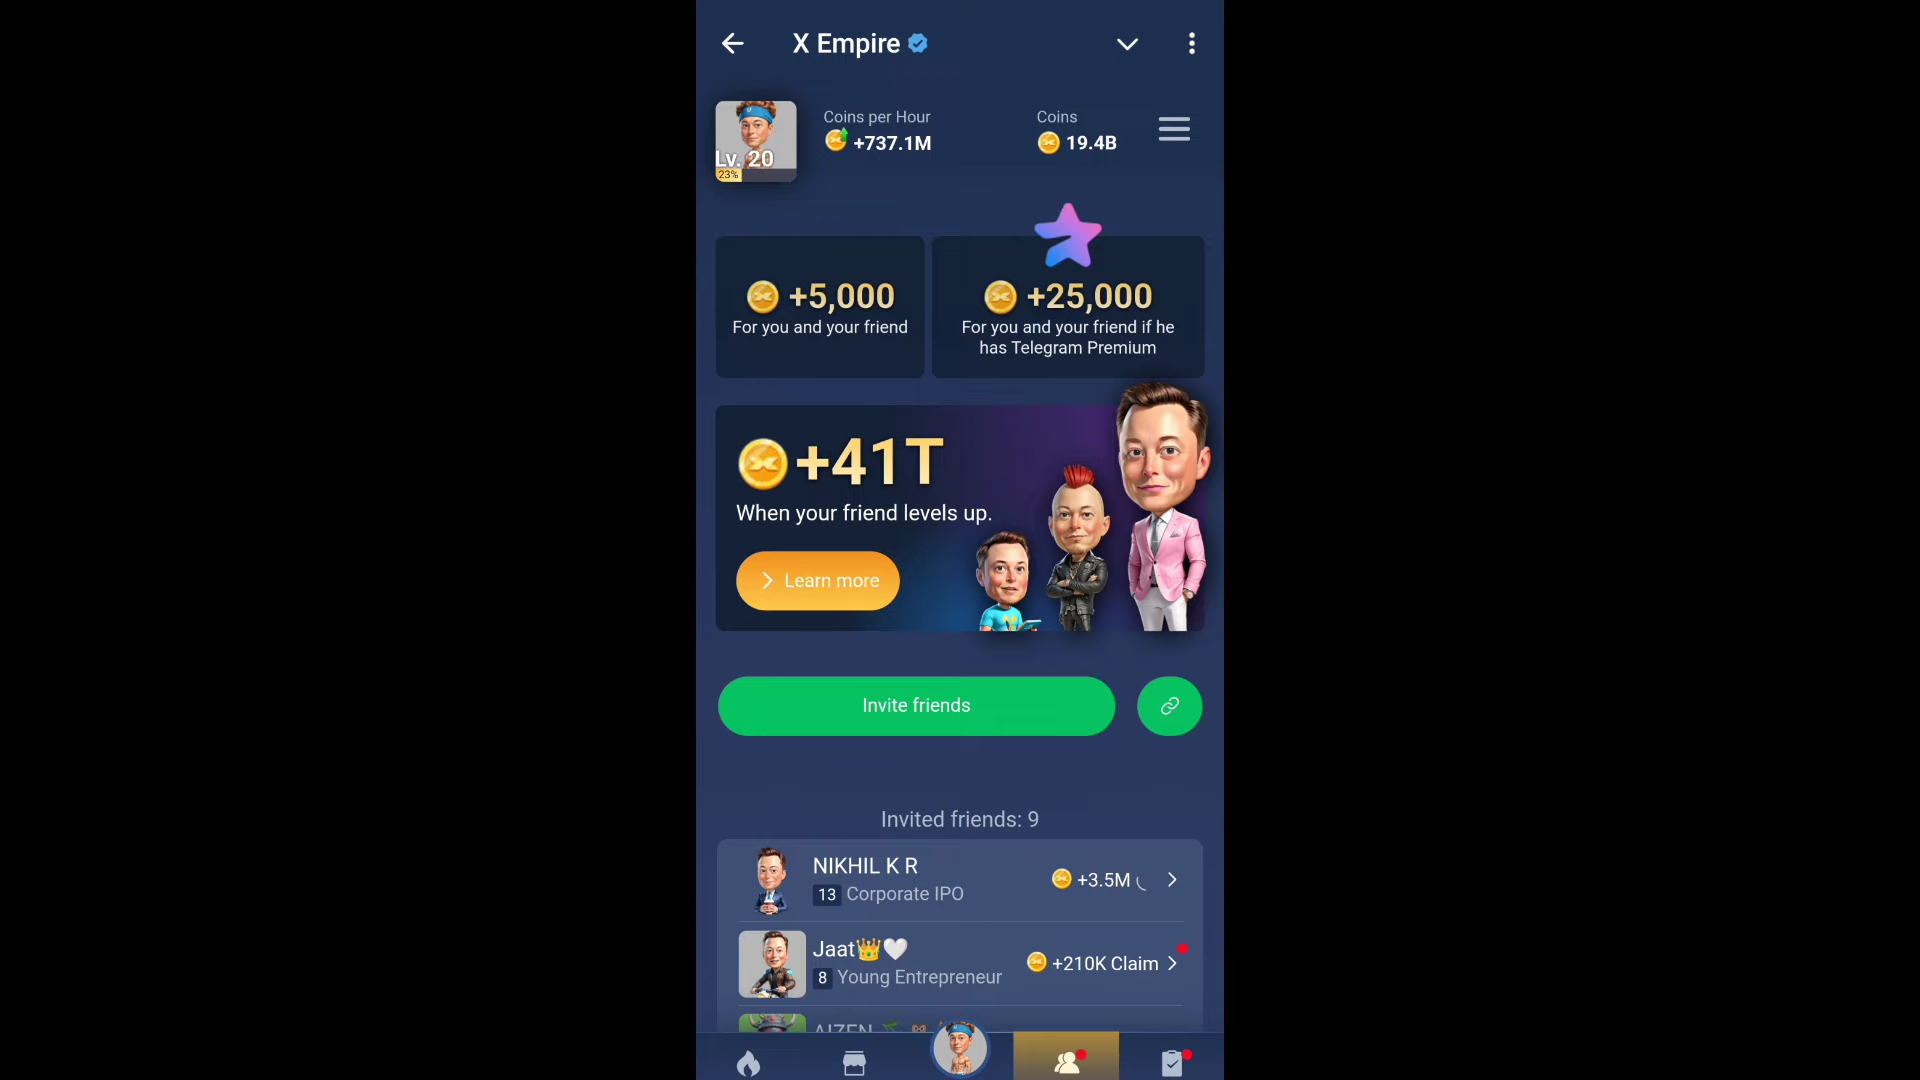 X Empire
Coins per Hour
+737.1M
Coins
19.4B
Lv. 20
23%
+5,000
For you and your friend
+25,000
For you and your friend if he
has Telegram Premium
+41T
When your friend levels up.
Learn more
Invite friends
Invited friends: 9
NIKHIL K R
13 Corporate IPO
+3.5M
Jaat👑🤍
8 Young Entrepreneur
+210K Claim
AIZEN